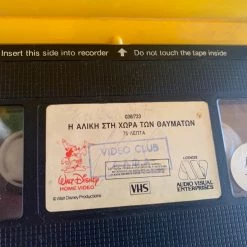 Insert this side into recorder
Do not touch the tape inside
Η ΑΛΙΚΗ ΣΤΗ ΧΩΡΑ ΤΩΝ ΘΑΥΜΑΤΩΝ
75 ΛΕΠΤΑ
VIDEO CLUB
WALT DISNEY
HOME VIDEO
VHS
AUDIO VISUAL
ENTERPRISES
© Walt Disney Productions